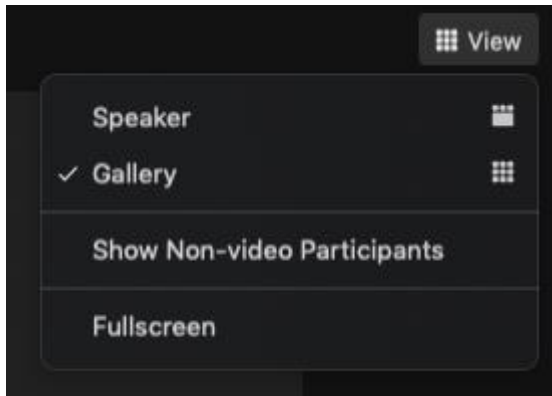 View
Speaker
Gallery
Show Non-video Participants
Fullscreen